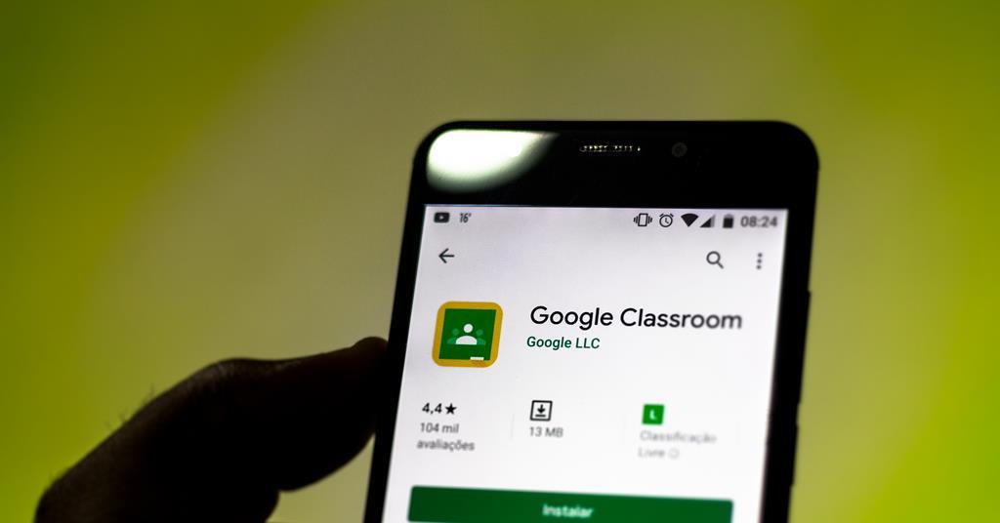 16°
08:24
Google Classroom
Google LLC
4,4★
104 mil
avaliações
13 MB
L
Classificação
Livre
Instalar